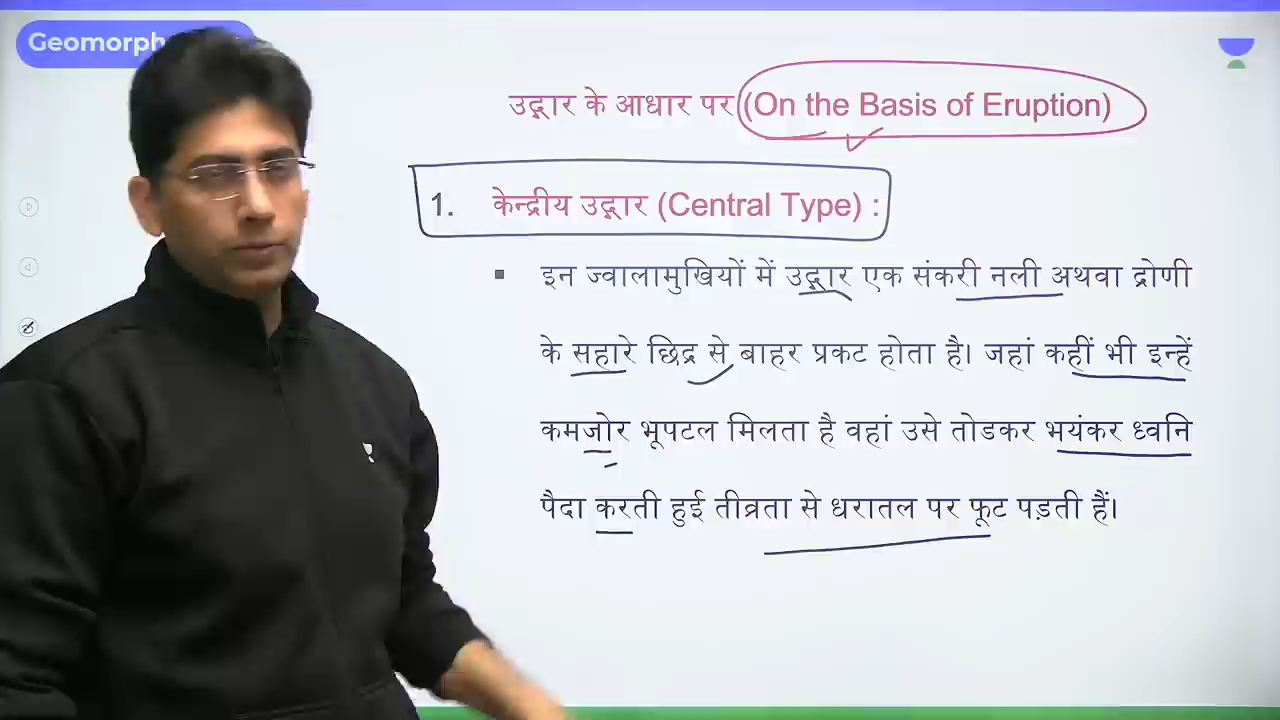 Geomorph
उद्गार के आधार पर (On the Basis of Eruption)
1. केन्द्रीय उद्गार (Central Type) :
▪ इन ज्वालामुखियों में उद्गार एक संकरी नली अथवा द्रोणी
के सहारे छिद्र से बाहर प्रकट होता है। जहां कहीं भी इन्हें
कमजोर भूपटल मिलता है वहां उसे तोडकर भयंकर ध्वनि
पैदा करती हुई तीव्रता से धरातल पर फूट पड़ती हैं।